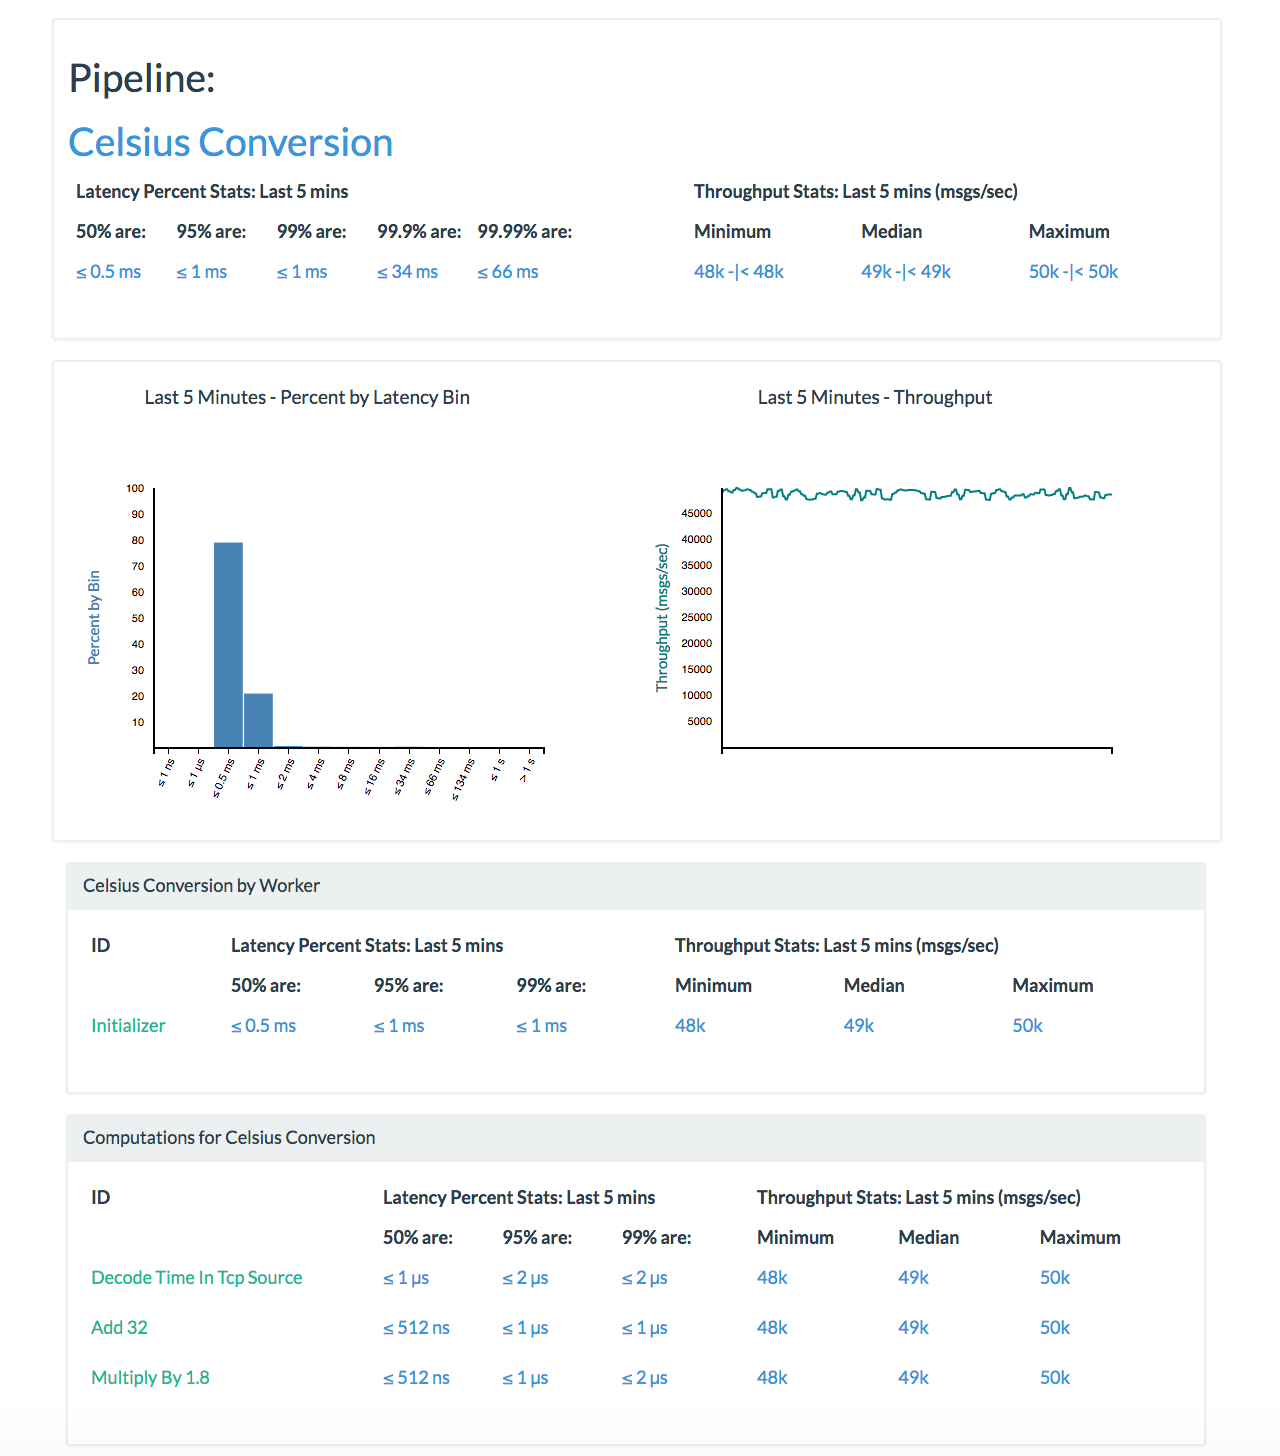 Pipeline:
Celsius Conversion
Latency Percent Stats: Last 5 mins
50% are: 95% are: 99% are: 99.9% are: 99.99% are:
≤ 0.5 ms ≤ 1 ms ≤ 1 ms ≤ 34 ms ≤ 66 ms
Throughput Stats: Last 5 mins (msgs/sec)
Minimum Median Maximum
48k -|< 48k 49k -|< 49k 50k -|< 50k
Last 5 Minutes - Percent by Latency Bin
Percent by Bin
100
90
80
70
60
50
40
30
20
10
≤ 1 ns
≤ 1 µs
≤ 0.5 ms
≤ 1 ms
≤ 2 ms
≤ 4 ms
≤ 8 ms
≤ 16 ms
≤ 34 ms
≤ 66 ms
≤ 134 ms
≤ 1 s
> 1 s
Last 5 Minutes - Throughput
Throughput (msgs/sec)
45000
40000
35000
30000
25000
20000
15000
10000
5000
Celsius Conversion by Worker
ID Latency Percent Stats: Last 5 mins Throughput Stats: Last 5 mins (msgs/sec)
50% are: 95% are: 99% are: Minimum Median Maximum
Initializer ≤ 0.5 ms ≤ 1 ms ≤ 1 ms 48k 49k 50k
Computations for Celsius Conversion
ID Latency Percent Stats: Last 5 mins Throughput Stats: Last 5 mins (msgs/sec)
50% are: 95% are: 99% are: Minimum Median Maximum
Decode Time In Tcp Source ≤ 1 µs ≤ 2 µs ≤ 2 µs 48k 49k 50k
Add 32 ≤ 512 ns ≤ 1 µs ≤ 1 µs 48k 49k 50k
Multiply By 1.8 ≤ 512 ns ≤ 1 µs ≤ 2 µs 48k 49k 50k